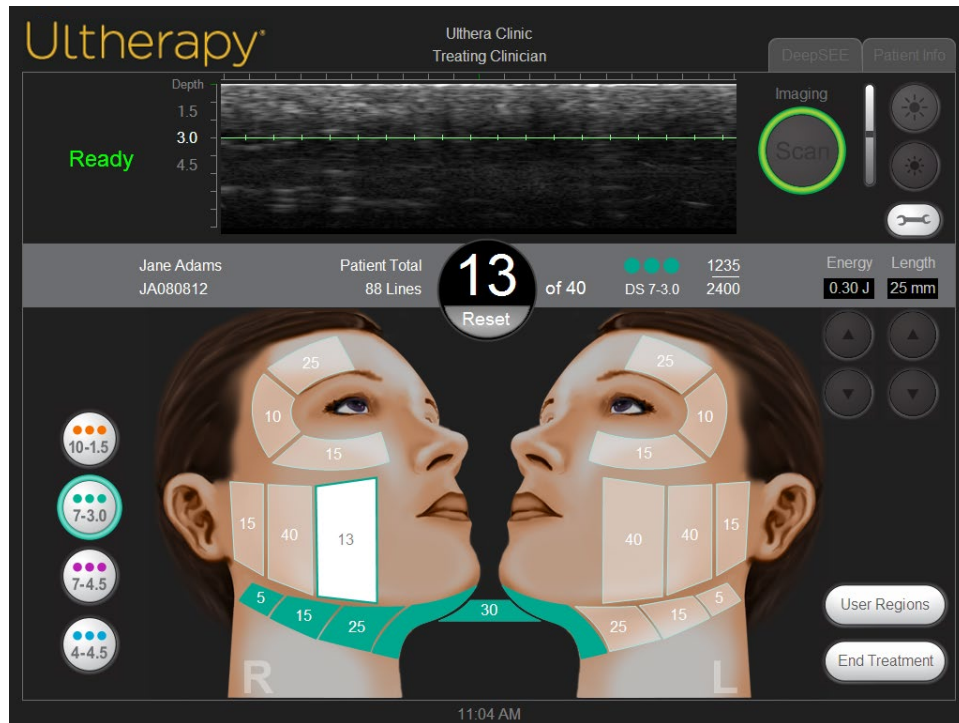 Ultherapy
Ulthera Clinic
Treating Clinician
DeepSEE
Patient Info
Depth
1.5
3.0
4.5
Ready
Imaging
Scan
Jane Adams
JA080812
Patient Total
88 Lines
13
of 40
Reset
DS 7-3.0
1235
2400
Energy
0.30 J
Length
25 mm
10-1.5
7-3.0
7-4.5
4-4.5
25
10
15
15
40
13
5
15
25
30
25
10
15
40
40
15
25
15
5
R
L
User Regions
End Treatment
11:04 AM